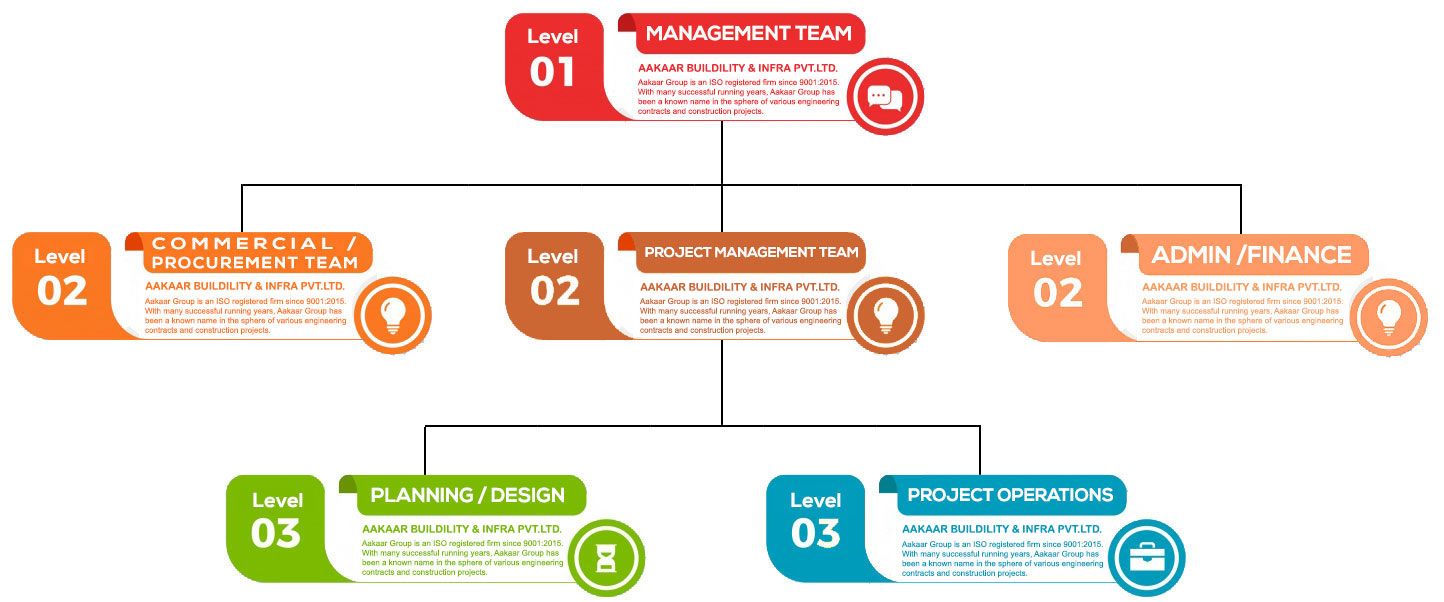 Level
01
MANAGEMENT TEAM
AAKAAR BUILDILITY & INFRA PVT.LTD.
Aakaar Group is an ISO registered firm since 9001:2015.
With many successful running years, Aakaar Group has
been a known name in the sphere of various engineering
contracts and construction projects.
Level
02
COMMERCIAL /
PROCUREMENT TEAM
AAKAAR BUILDILITY & INFRA PVT.LTD.
Aakaar Group is an ISO registered firm since 9001:2015.
With many successful running years, Aakaar Group has
been a known name in the sphere of various engineering
contracts and construction projects.
Level
02
PROJECT MANAGEMENT TEAM
AAKAAR BUILDILITY & INFRA PVT.LTD.
Aakaar Group is an ISO registered firm since 9001:2015.
With many successful running years, Aakaar Group has
been a known name in the sphere of various engineering
contracts and construction projects.
Level
02
ADMIN /FINANCE
AAKAAR BUILDILITY & INFRA PVT.LTD.
Aakaar Group is an ISO registered firm since 9001:2015.
With many successful running years, Aakaar Group has
been a known name in the sphere of various engineering
contracts and construction projects.
Level
03
PLANNING / DESIGN
AAKAAR BUILDILITY & INFRA PVT.LTD.
Aakaar Group is an ISO registered firm since 9001:2015.
With many successful running years, Aakaar Group has
been a known name in the sphere of various engineering
contracts and construction projects.
Level
03
PROJECT OPERATIONS
AAKAAR BUILDILITY & INFRA PVT.LTD.
Aakaar Group is an ISO registered firm since 9001:2015.
With many successful running years, Aakaar Group has
been a known name in the sphere of various engineering
contracts and construction projects.